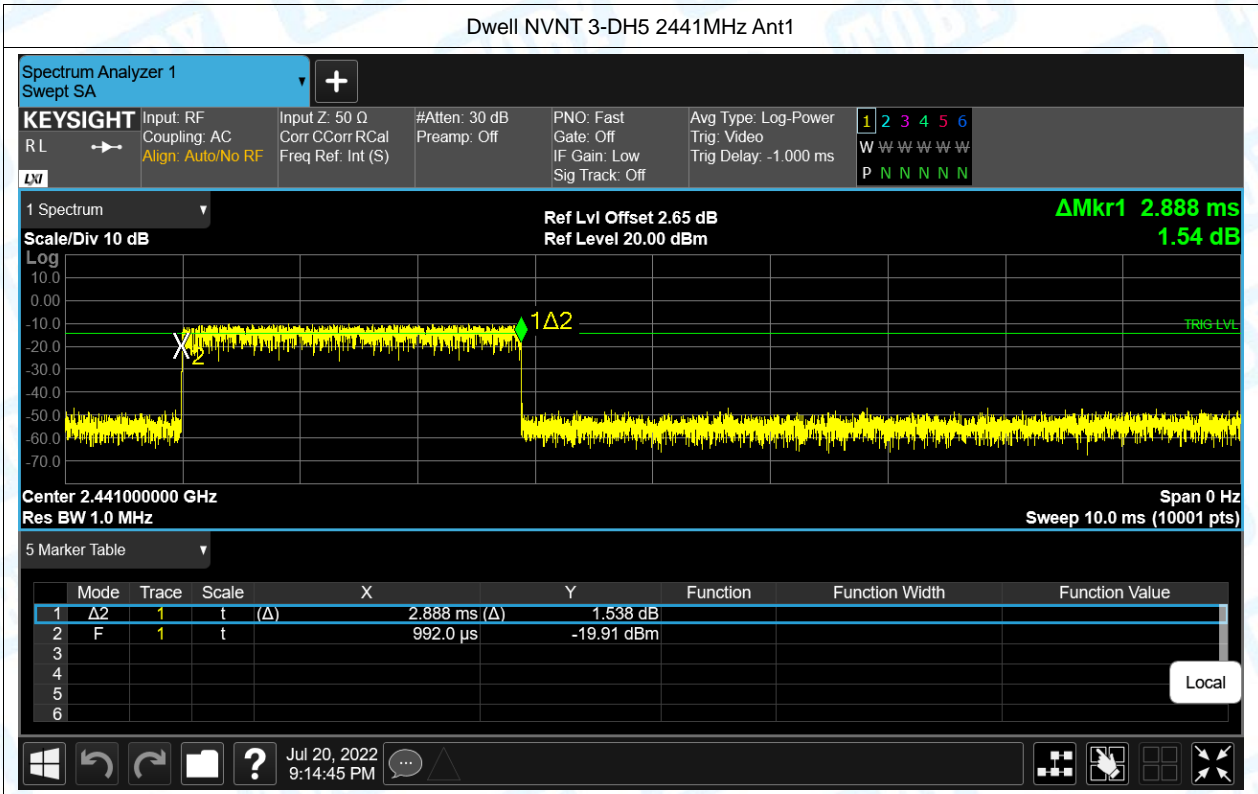 Dwell NVNT 3-DH5 2441MHz Ant1
Spectrum Analyzer 1
Swept SA
KEYSIGHT
RL
LXI
Input: RF
Coupling: AC
Align: Auto/No RF
Input Z: 50 Ω
Corr CCorr RCal
Freq Ref: Int (S)
#Atten: 30 dB
Preamp: Off
PNO: Fast
Gate: Off
IF Gain: Low
Sig Track: Off
Avg Type: Log-Power
Trig: Video
Trig Delay: -1.000 ms
1 2 3 4 5 6
W W W W W W
P N N N N N
1 Spectrum
Scale/Div 10 dB
Ref Lvl Offset 2.65 dB
Ref Level 20.00 dBm
ΔMkr1 2.888 ms
1.54 dB
Log
10.0
0.00
-10.0
-20.0
-30.0
-40.0
-50.0
-60.0
-70.0
1Δ2
2
TRIG LVL
Center 2.441000000 GHz
Span 0 Hz
Res BW 1.0 MHz
Sweep 10.0 ms (10001 pts)
5 Marker Table
Mode Trace Scale X Y Function Function Width Function Value
1 Δ2 1 t (Δ) 2.888 ms (Δ) 1.538 dB
2 F 1 t 992.0 µs -19.91 dBm
3
4
5
6
Local
Jul 20, 2022
9:14:45 PM